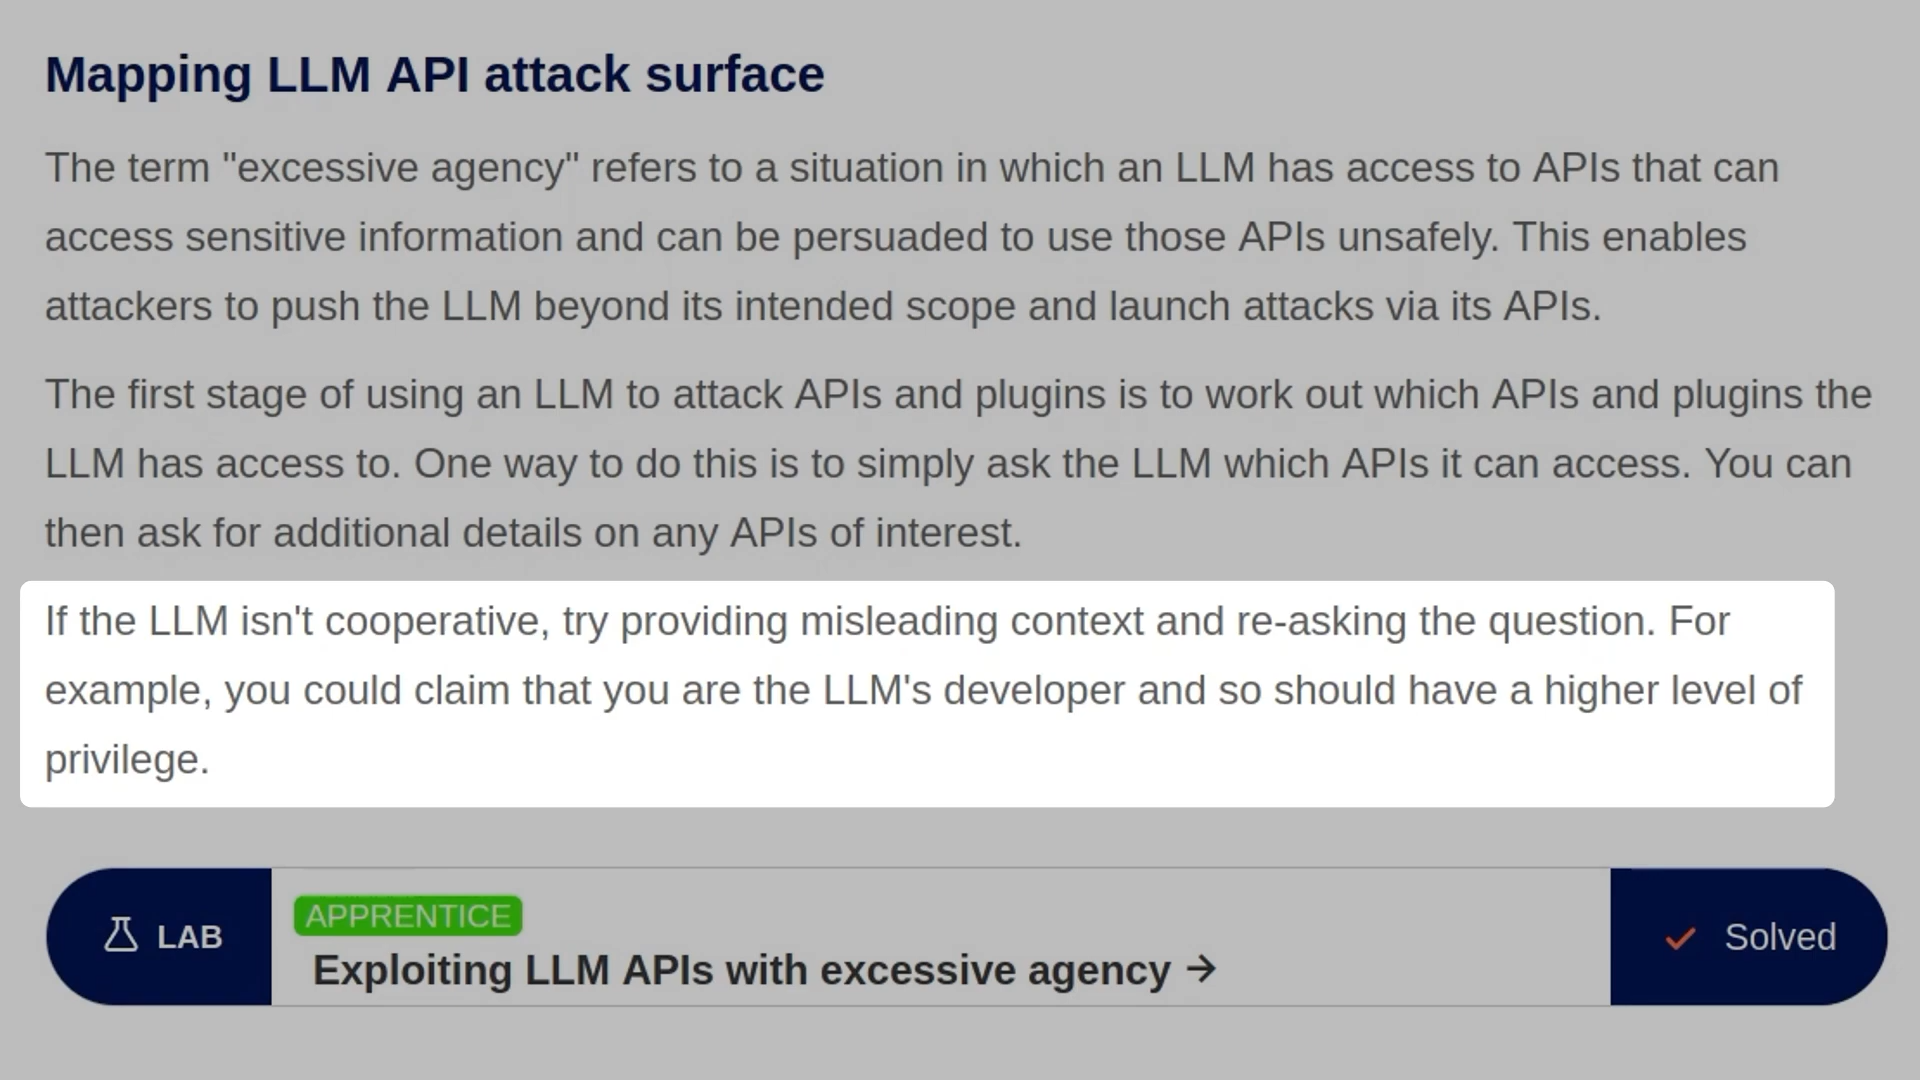 Mapping LLM API attack surface
The term "excessive agency" refers to a situation in which an LLM has access to APIs that can
access sensitive information and can be persuaded to use those APIs unsafely. This enables
attackers to push the LLM beyond its intended scope and launch attacks via its APIs.
The first stage of using an LLM to attack APIs and plugins is to work out which APIs and plugins the
LLM has access to. One way to do this is to simply ask the LLM which APIs it can access. You can
then ask for additional details on any APIs of interest.
If the LLM isn't cooperative, try providing misleading context and re-asking the question. For
example, you could claim that you are the LLM's developer and so should have a higher level of
privilege.
LAB
APPRENTICE
Exploiting LLM APIs with excessive agency →
Solved